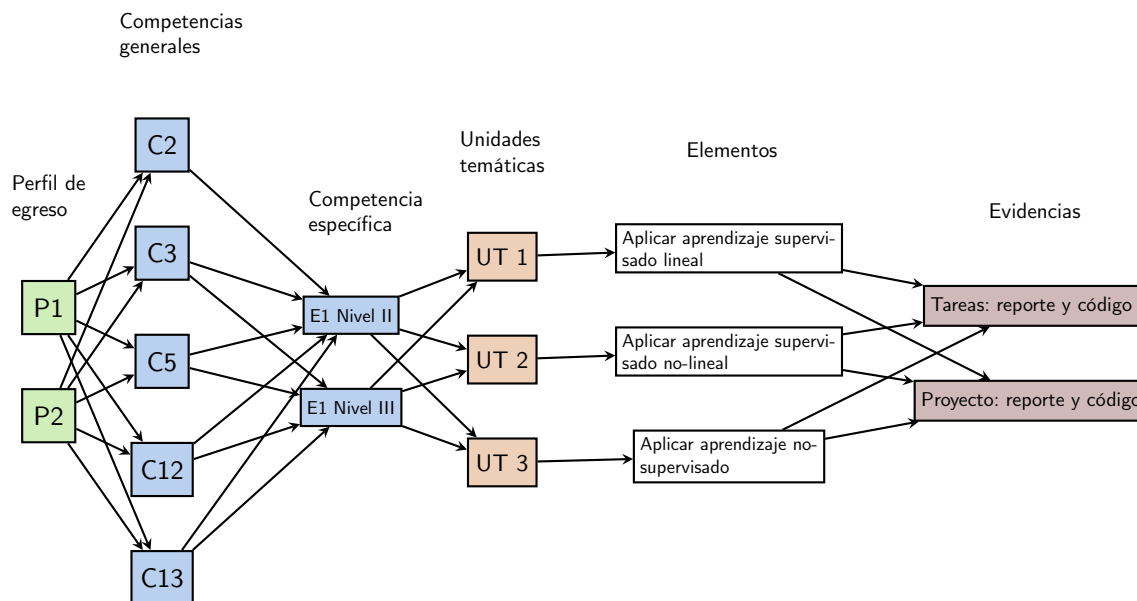 Competencias
generales
Perfil de
egreso
Competencia
específica
Unidades
temáticas
Elementos
Evidencias
P1
P2
C2
C3
C5
C12
C13
E1 Nivel II
E1 Nivel III
UT 1
UT 2
UT 3
Aplicar aprendizaje supervi-
sado lineal
Aplicar aprendizaje supervi-
sado no-lineal
Aplicar aprendizaje no-
supervisado
Tareas: reporte y código
Proyecto: reporte y código